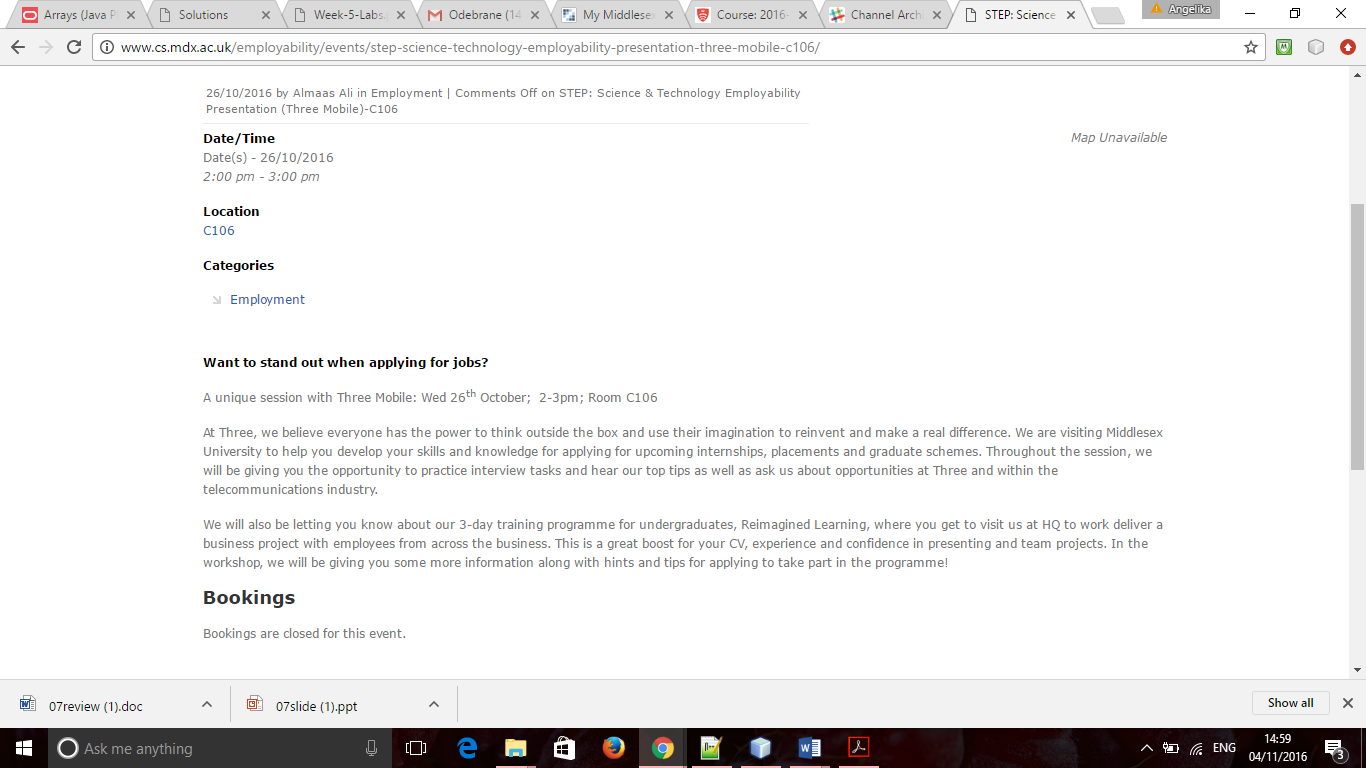 Arrays (Java P
Solutions
Week-5-Labs.
Odebrane (14
My Middlesex
Course: 2016-
Channel Arch
STEP: Science
Angelika
www.cs.mdx.ac.uk/employability/events/step-science-technology-employability-presentation-three-mobile-c106/
26/10/2016 by Almaas Ali in Employment | Comments Off on STEP: Science & Technology Employability
Presentation (Three Mobile)-C106
Date/Time
Map Unavailable
Date(s) - 26/10/2016
2:00 pm - 3:00 pm
Location
C106
Categories
Employment
Want to stand out when applying for jobs?
A unique session with Three Mobile: Wed 26th October;  2-3pm; Room C106
At Three, we believe everyone has the power to think outside the box and use their imagination to reinvent and make a real difference. We are visiting Middlesex
University to help you develop your skills and knowledge for applying for upcoming internships, placements and graduate schemes. Throughout the session, we
will be giving you the opportunity to practice interview tasks and hear our top tips as well as ask us about opportunities at Three and within the
telecommunications industry.
We will also be letting you know about our 3-day training programme for undergraduates, Reimagined Learning, where you get to visit us at HQ to work deliver a
business project with employees from across the business. This is a great boost for your CV, experience and confidence in presenting and team projects. In the
workshop, we will be giving you some more information along with hints and tips for applying to take part in the programme!
Bookings
Bookings are closed for this event.
07review (1).doc
07slide (1).ppt
Show all
Ask me anything
ENG
14:59
04/11/2016
3